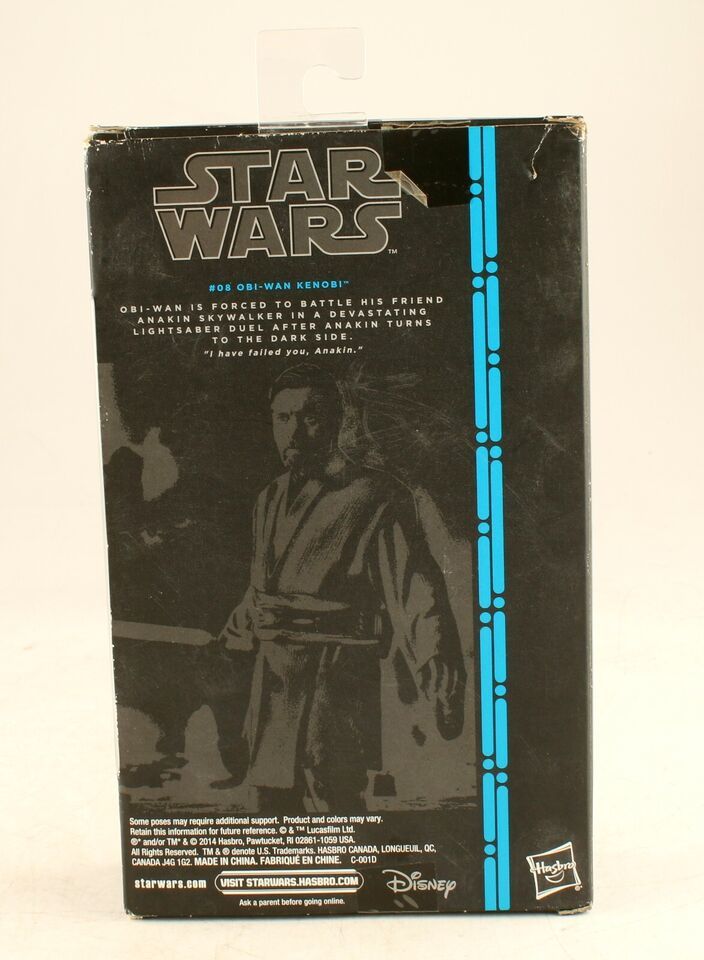 STAR
WARS™
#08 OBI-WAN KENOBI™
OBI-WAN IS FORCED TO BATTLE HIS FRIEND
ANAKIN SKYWALKER IN A DEVASTATING
LIGHTSABER DUEL AFTER ANAKIN TURNS
TO THE DARK SIDE.
"I have failed you, Anakin."
Some poses may require additional support. Product and colors may vary.
Retain this information for future reference. © & ™ Lucasfilm Ltd.
®* and/or TM* & © 2014 Hasbro, Pawtucket, RI 02861-1059 USA.
All Rights Reserved. TM & ® denote U.S. Trademarks. HASBRO CANADA, LONGUEUIL, QC,
CANADA J4G 1G2. MADE IN CHINA. FABRIQUÉ EN CHINE. C-001D
starwars.com VISIT STARWARS.HASBRO.COM Disney Hasbro®
Ask a parent before going online.